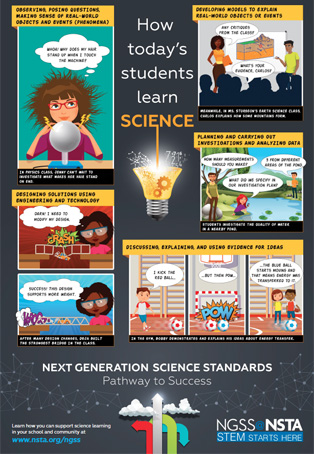 OBSERVING, POSING QUESTIONS,
MAKING SENSE OF REAL-WORLD
OBJECTS AND EVENTS (PHENOMENA)
WHOA! WHY DOES MY HAIR
STAND UP WHEN I TOUCH
THE MACHINE?
IN PHYSICS CLASS, JENNY CAN'T WAIT TO
INVESTIGATE WHAT MAKES HER HAIR STAND
ON END.
How
today's
students
learn
SCIENCE
DEVELOPING MODELS TO EXPLAIN
REAL-WORLD OBJECTS OR EVENTS
ANY CRITIQUES
FROM THE CLASS?
WHAT'S YOUR
EVIDENCE, CARLOS?
MEANWHILE, IN MS. STURGEON'S EARTH SCIENCE CLASS,
CARLOS EXPLAINS HOW SOME MOUNTAINS FORM.
PLANNING AND CARRYING OUT
INVESTIGATIONS AND ANALYZING DATA
HOW MANY MEASUREMENTS
SHOULD YOU MAKE?
5 FROM DIFFERENT
AREAS OF THE POND
WHAT DID WE SPECIFY IN
OUR INVESTIGATION PLAN?
STUDENTS INVESTIGATE THE QUALITY OF WATER
IN A NEARBY POND.
DESIGNING SOLUTIONS USING
ENGINEERING AND TECHNOLOGY
DARN! I NEED TO
MODIFY MY DESIGN.
CRASH
SUCCESS! THIS DESIGN
SUPPORTS MORE WEIGHT.
AFTER MANY DESIGN CHANGES, DEJA BUILT
THE STRONGEST BRIDGE IN THE CLASS.
DISCUSSING, EXPLAINING, AND USING EVIDENCE FOR IDEAS
I KICK THE
RED BALL...
...BUT THEN POW...
POW
...THE BLUE BALL
STARTS MOVING AND
THAT MEANS ENERGY WAS
TRANSFERRED TO IT.
IN THE GYM, BOBBY DEMONSTRATES AND EXPLAINS HIS IDEAS ABOUT ENERGY TRANSFER.
NEXT GENERATION SCIENCE STANDARDS
Pathway to Success
Learn how you can support science learning
in your school and community at
www.nsta.org/ngss
NGSS@NSTA
STEM STARTS HERE